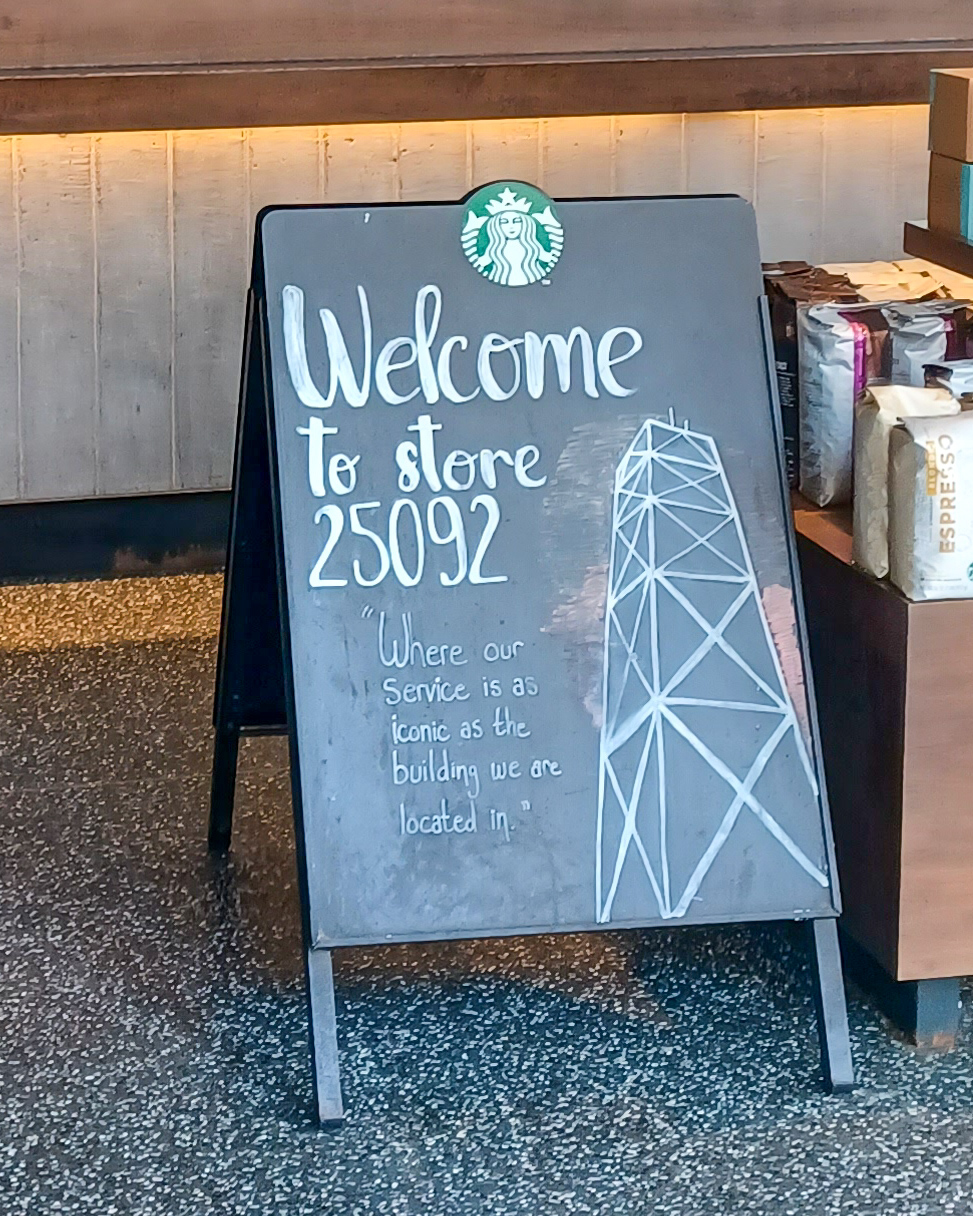 Welcome
to store
25092
"Where our
Service is as
iconic as the
building we are
located in."
ESPRESSO